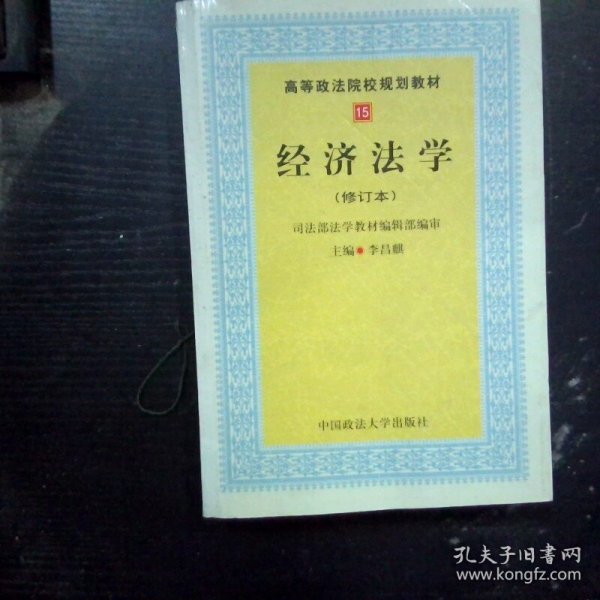 高等政法院校规划教材
15
经济法学
(修订本)
司法部法学教材编辑部编审
主编●李昌麒
中国政法大学出版社
孔夫子旧书网
www.kongfz.com